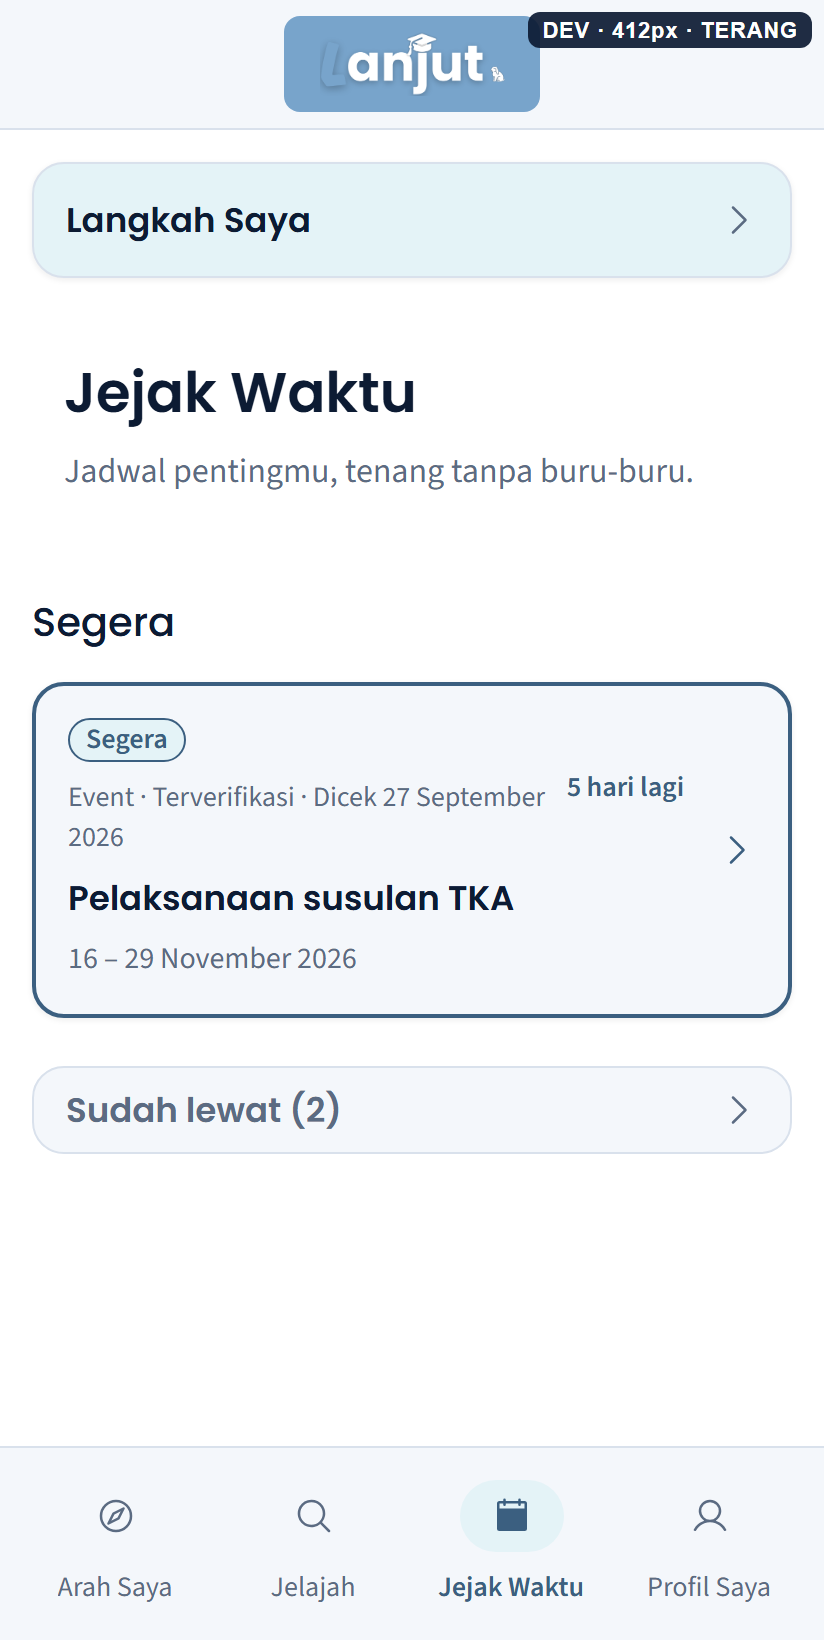 Lanjut
DEV · 412px · TERANG
Langkah Saya
Jejak Waktu
Jadwal pentingmu, tenang tanpa buru-buru.
Segera
Segera
Event · Terverifikasi · Dicek 27 September
2026
5 hari lagi
Pelaksanaan susulan TKA
16 – 29 November 2026
Sudah lewat (2)
Arah Saya
Jelajah
Jejak Waktu
Profil Saya